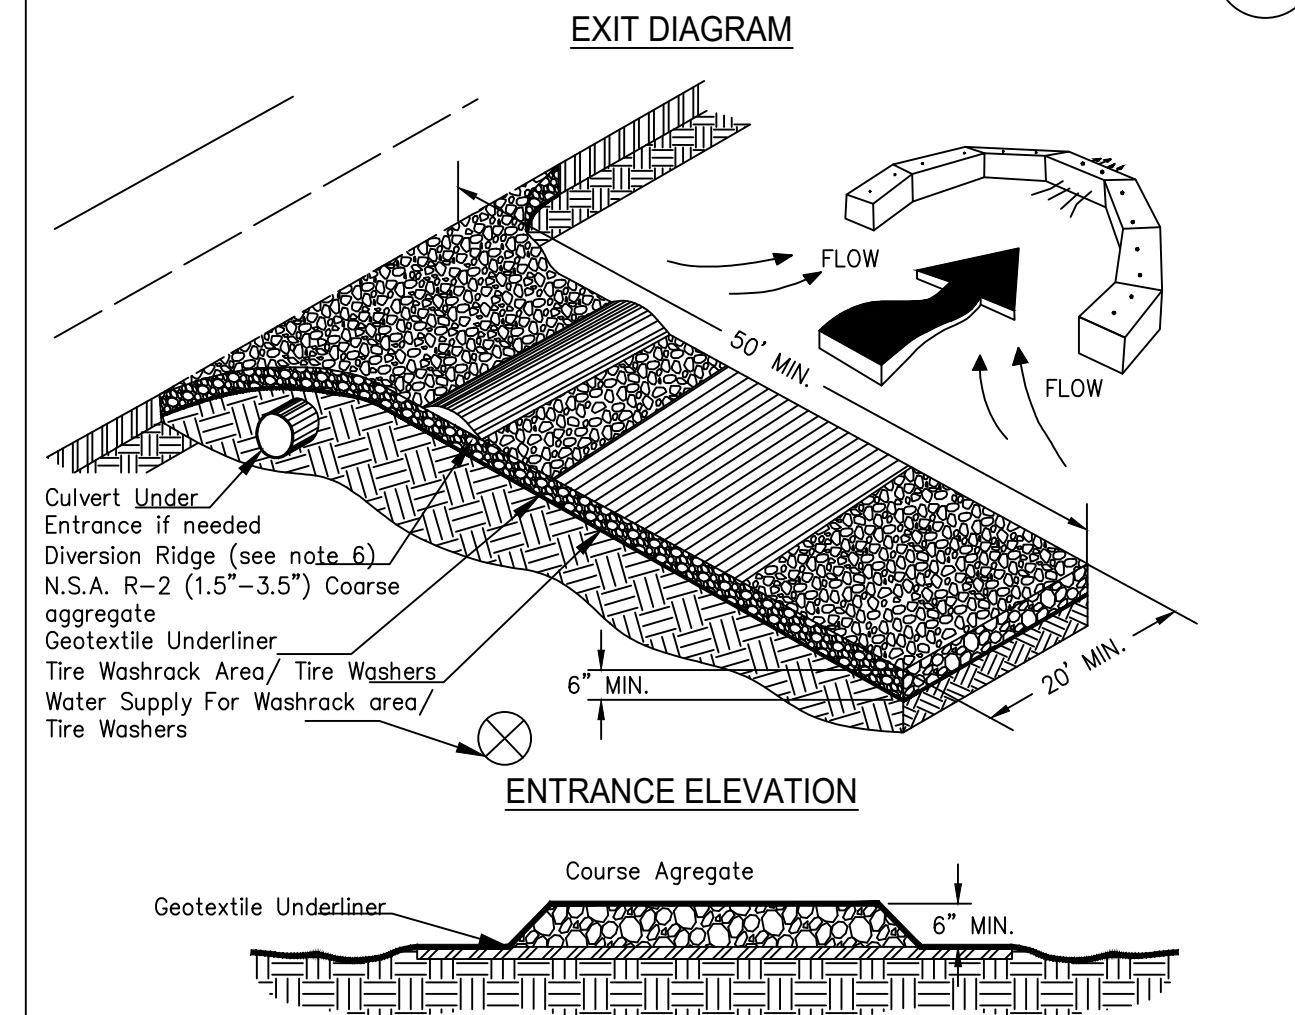 EXIT DIAGRAM
FLOW
50' MIN.
FLOW
Culvert Under
Entrance if needed
Diversion Ridge (see note 6)
N.S.A. R-2 (1.5"-3.5") Coarse
aggregate
Geotextile Underliner
Tire Washrack Area/ Tire Washers
Water Supply For Washrack area/
Tire Washers
6" MIN.
20' MIN.
ENTRANCE ELEVATION
Course Agregate
Geotextile Underliner
6" MIN.